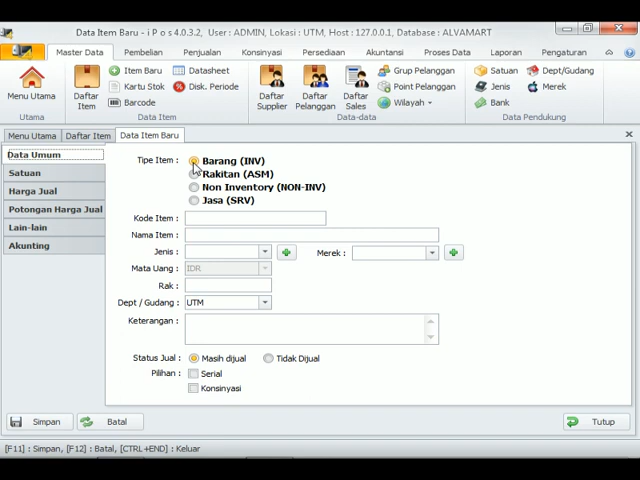 Data Item Baru - i P o s 4.0.3.2, User : ADMIN, Lokasi : UTM, Host : 127.0.0.1, Database : ALVAMART
Master Data Pembelian Penjualan Konsinyasi Persediaan Akuntansi Proses Data Laporan Pengaturan
Menu Utama
Utama
Daftar Item
Item Baru
Kartu Stok
Barcode
Datasheet
Disk. Periode
Data Item
Daftar Supplier
Daftar Pelanggan
Daftar Sales
Grup Pelanggan
Point Pelanggan
Wilayah
Data-data
Satuan
Jenis
Bank
Dept/Gudang
Merek
Data Pendukung
Menu Utama Daftar Item Data Item Baru
Data Umum
Satuan
Harga Jual
Potongan Harga Jual
Lain-lain
Akunting
Tipe Item : Barang (INV)
Rakitan (ASM)
Non Inventory (NON-INV)
Jasa (SRV)
Kode Item :
Nama Item :
Jenis : Merek :
Mata Uang : IDR
Rak :
Dept / Gudang : UTM
Keterangan :
Status Jual : Masih dijual Tidak Dijual
Pilihan : Serial
Konsinyasi
Simpan Batal Tutup
[F11] : Simpan, [F12] : Batal, [CTRL+END] : Keluar